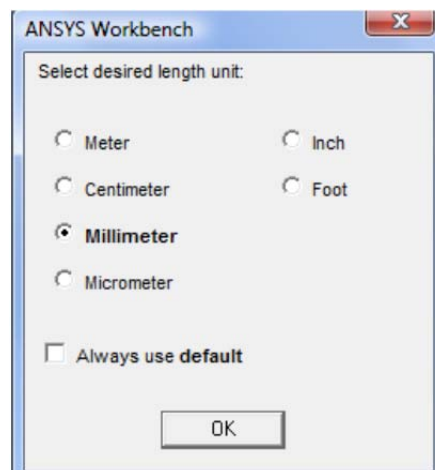 ANSYS Workbench
Select desired length unit:
Meter
Inch
Centimeter
Foot
Millimeter
Micrometer
Always use default
OK